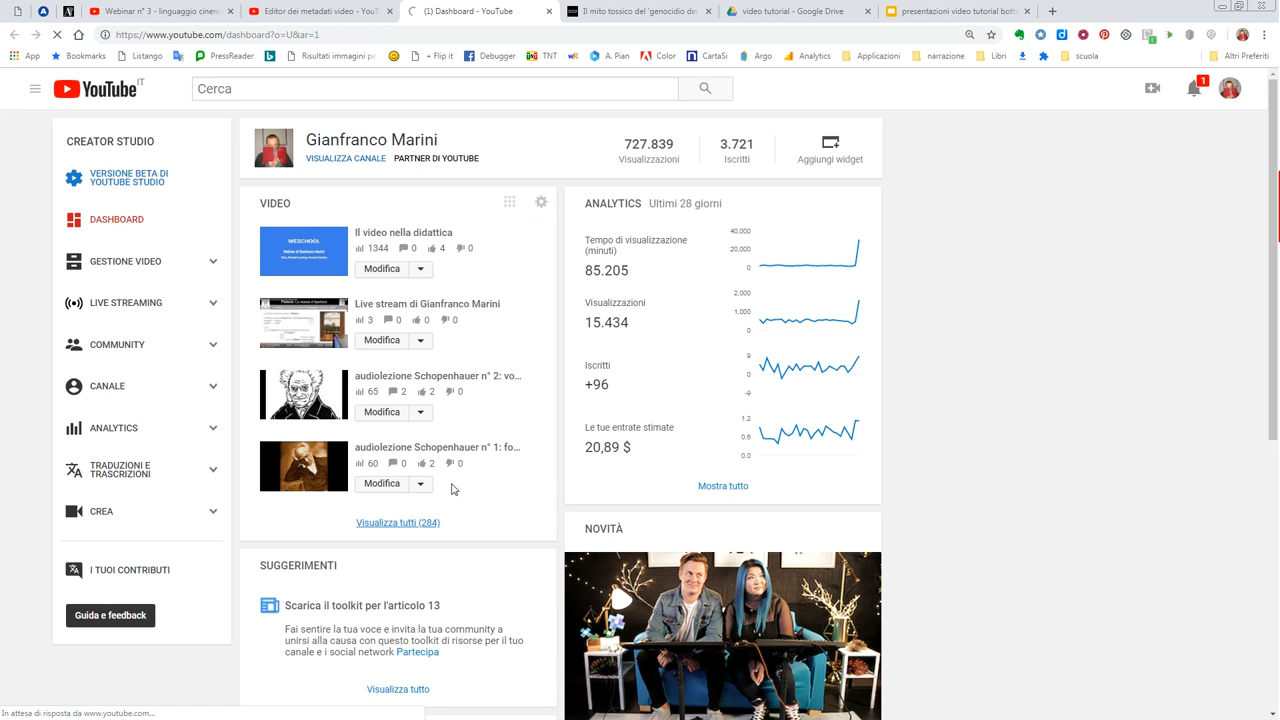 Webinar n° 3 - linguaggio cinem
Editor dei metadati video - YouT
(1) Dashboard - YouTube
Il mito tossico del 'genocidio de
video tutorial - Google Drive
presentazioni video tutorial bott
https://www.youtube.com/dashboard?o=U&ar=1
App
Bookmarks
Listango
PressReader
Risultati immagini pe
+ Flip it
Debugger
TNT
A. Pian
Color
CartaSi
Argo
Analytics
Applicazioni
narrazione
Libri
scuola
Altri Preferiti
YouTube IT
Cerca
1
CREATOR STUDIO
VERSIONE BETA DI
YOUTUBE STUDIO
DASHBOARD
GESTIONE VIDEO
LIVE STREAMING
COMMUNITY
CANALE
ANALYTICS
TRADUZIONI E
TRASCRIZIONI
CREA
I TUOI CONTRIBUTI
Guida e feedback
Gianfranco Marini
VISUALIZZA CANALE PARTNER DI YOUTUBE
727.839
Visualizzazioni
3.721
Iscritti
Aggiungi widget
VIDEO
WESCHOOL
Il video nella didattica
1344 0 4 0
Modifica
Live stream di Gianfranco Marini
3 0 0 0
Modifica
audiolezione Schopenhauer n° 2: vo...
65 2 2 0
Modifica
audiolezione Schopenhauer n° 1: fo...
60 0 2 0
Modifica
Visualizza tutti (284)
SUGGERIMENTI
Scarica il toolkit per l'articolo 13
Fai sentire la tua voce e invita la tua community a
unirsi alla causa con questo toolkit di risorse per il tuo
canale e i social network Partecipa
Visualizza tutto
ANALYTICS Ultimi 28 giorni
Tempo di visualizzazione
(minuti)
85.205
40,000
20,000
0
Visualizzazioni
15.434
2,000
1,000
0
Iscritti
+96
9
0
-9
Le tue entrate stimate
20,89 $
1.2
0.6
0.0
Mostra tutto
NOVITÀ
In attesa di risposta da www.youtube.com...